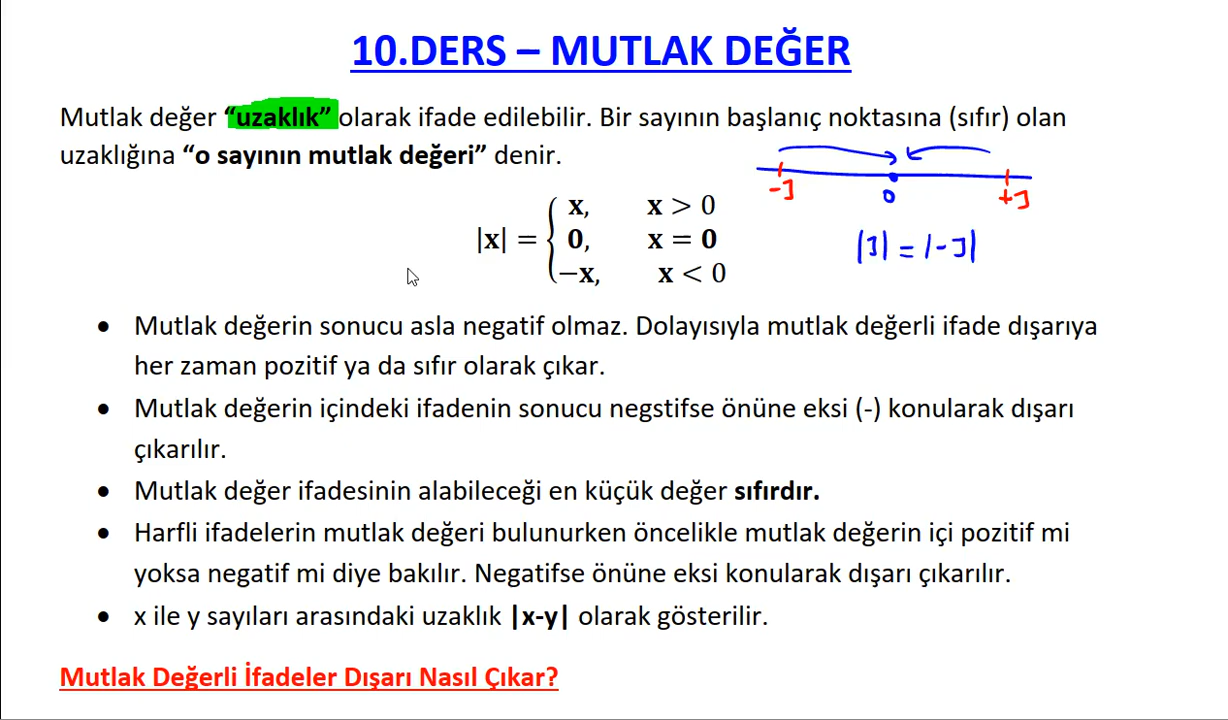 10.DERS – MUTLAK DEĞER
Mutlak değer “uzaklık” olarak ifade edilebilir. Bir sayının başlanıç noktasına (sıfır) olan
uzaklığına “o sayının mutlak değeri” denir.
-3 0 +3
|x| = { x, x > 0
0, x = 0
−x, x < 0
|3| = |-3|
• Mutlak değerin sonucu asla negatif olmaz. Dolayısıyla mutlak değerli ifade dışarıya
her zaman pozitif ya da sıfır olarak çıkar.
• Mutlak değerin içindeki ifadenin sonucu negstifse önüne eksi (-) konularak dışarı
çıkarılır.
• Mutlak değer ifadesinin alabileceği en küçük değer sıfırdır.
• Harfli ifadelerin mutlak değeri bulunurken öncelikle mutlak değerin içi pozitif mi
yoksa negatif mi diye bakılır. Negatifse önüne eksi konularak dışarı çıkarılır.
• x ile y sayıları arasındaki uzaklık |x-y| olarak gösterilir.
Mutlak Değerli İfadeler Dışarı Nasıl Çıkar?